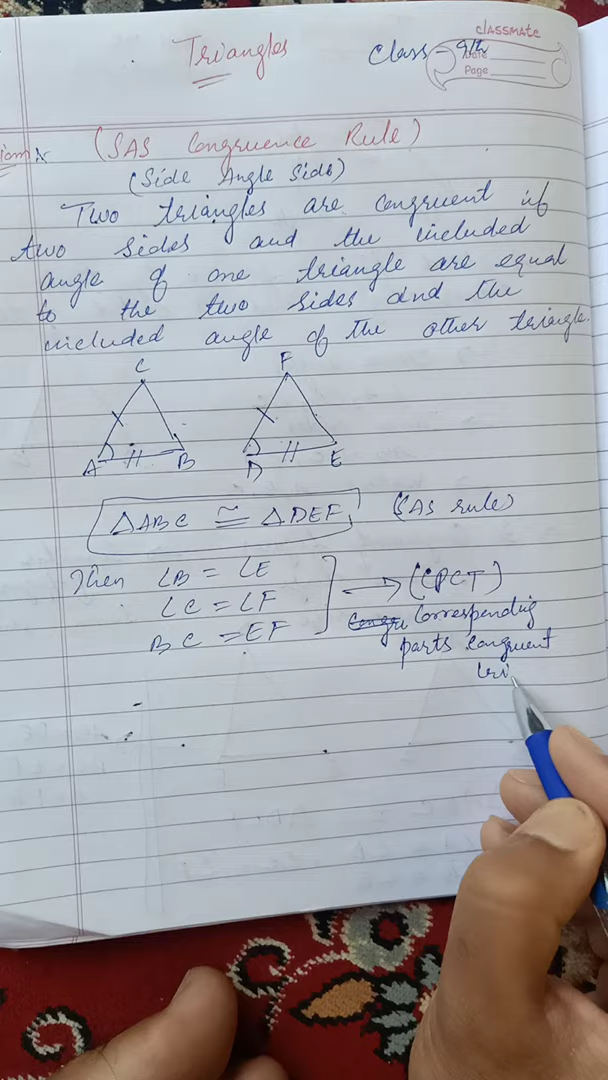 Triangles
Class - 9th
classmate
Date
Page
(SAS Congruence Rule)
(Side Angle Side)
Two triangles are congruent if
two sides and the included
angle of one triangle are equal
to the two sides and the
included angle of the other triangle.
C F
A B D E
△ABC ≅ △DEF (SAS rule)
Then ∠B = ∠E
∠C = ∠F → (CPCT)
BC = EF Congru Corresponding
parts congruent
tri